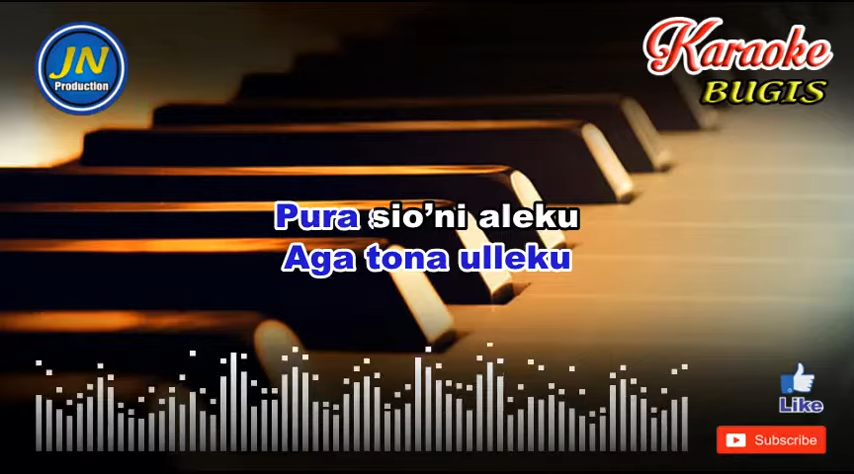 JN
Production
Karaoke
BUGIS
Pura sio’ni aleku
Aga tona ulleku
Like
Subscribe